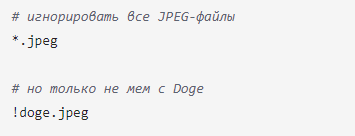 # игнорировать все JPEG-файлы
*.jpeg
# но только не мем с Doge
!doge.jpeg